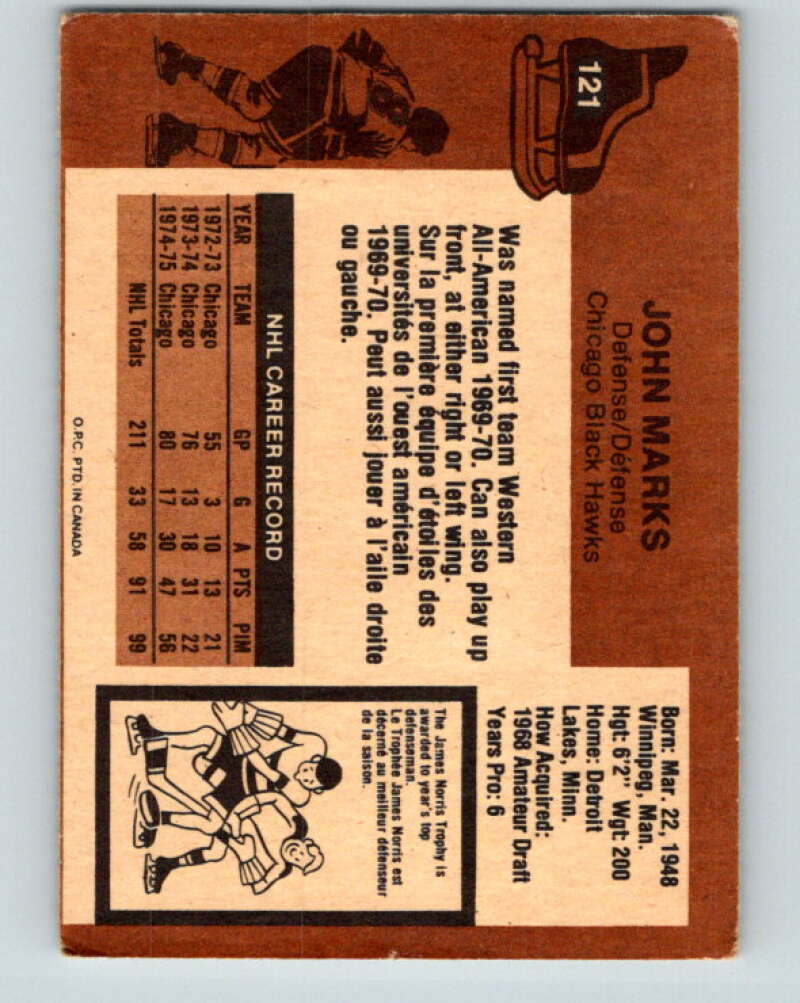 121
JOHN MARKS
Defense/Défense
Chicago Black Hawks
Born: Mar. 22, 1948
Winnipeg, Man.
Hgt: 6'2" Wgt: 200
Home: Detroit
Lakes, Minn.
How Acquired:
1968 Amateur Draft
Years Pro: 6
Was named first team Western
All-American 1969-70. Can also play up
front, at either right or left wing.
Sur la première équipe d'étoiles des
universités de l'ouest américain
1969-70. Peut aussi jouer à l'aile droite
ou gauche.
NHL CAREER RECORD
YEAR TEAM GP G A PTS PIM
1972-73 Chicago 55 3 10 13 21
1973-74 Chicago 76 13 18 31 22
1974-75 Chicago 80 17 30 47 56
NHL Totals 211 33 58 91 99
The James Norris Trophy is
awarded to year's top
defenseman.
Le Trophée James Norris est
décerné au meilleur défenseur
de la saison.
O.P.C. PTD. IN CANADA